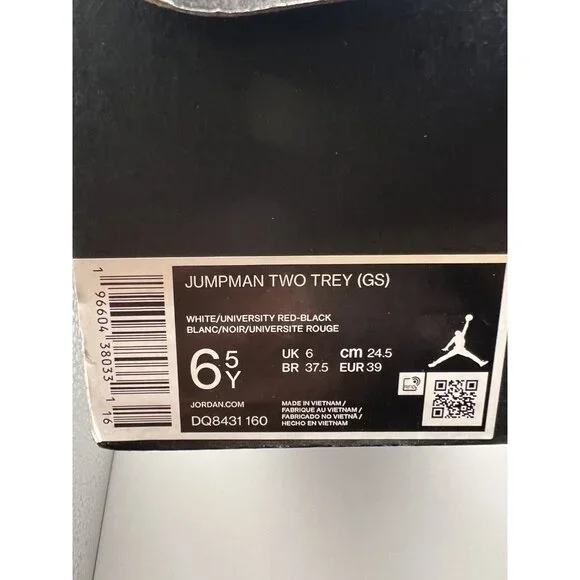 JUMPMAN TWO TREY (GS)
WHITE/UNIVERSITY RED-BLACK
BLANC/NOIR/UNIVERSITE ROUGE
6 5Y
UK 6 cm 24.5
BR 37.5 EUR 39
JORDAN.COM
DQ8431 160
MADE IN VIETNAM /
FABRIQUE AU VIETNAM /
FABRICADO NO VIETNÃ /
HECHO EN VIETNAM
1 96604 38033 1 16